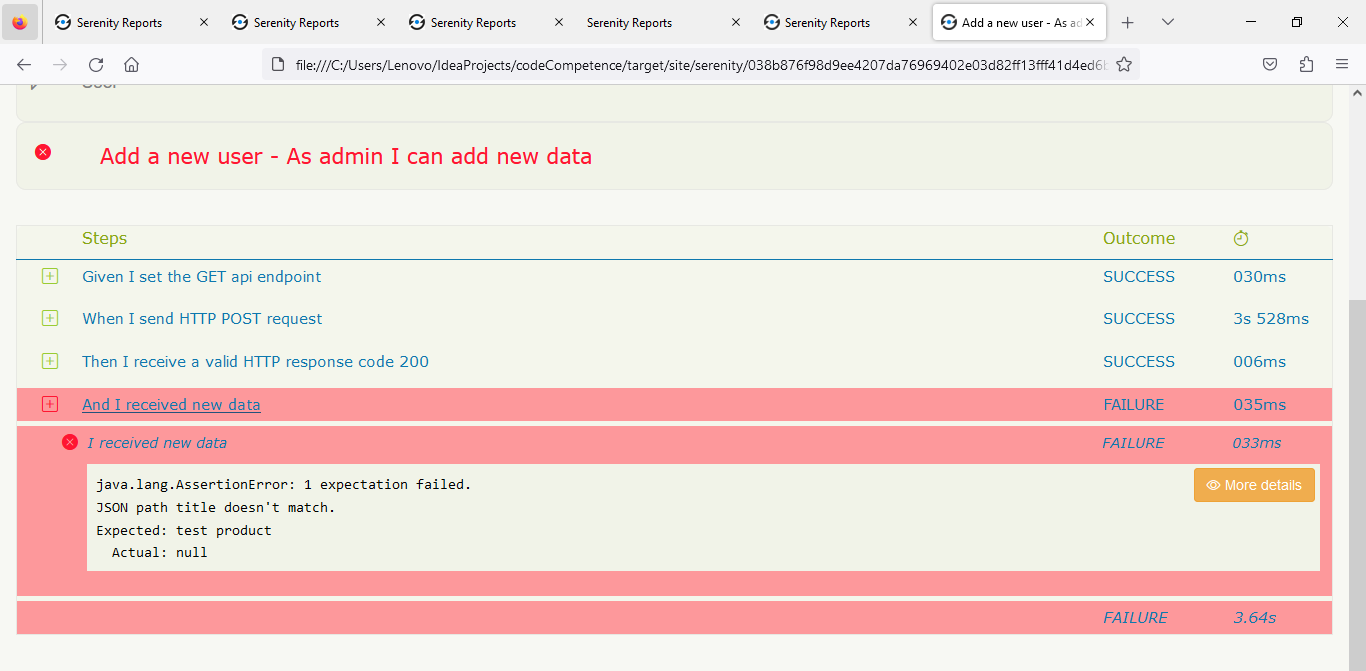 Serenity Reports
Serenity Reports
Serenity Reports
Serenity Reports
Serenity Reports
Add a new user - As ad
file:///C:/Users/Lenovo/IdeaProjects/codeCompetence/target/site/serenity/038b876f98d9ee4207da76969402e03d82ff13fff41d4ed6b
Add a new user - As admin I can add new data
Steps Outcome
Given I set the GET api endpoint SUCCESS 030ms
When I send HTTP POST request SUCCESS 3s 528ms
Then I receive a valid HTTP response code 200 SUCCESS 006ms
And I received new data FAILURE 035ms
I received new data FAILURE 033ms
java.lang.AssertionError: 1 expectation failed.
More details
JSON path title doesn't match.
Expected: test product
Actual: null
FAILURE 3.64s